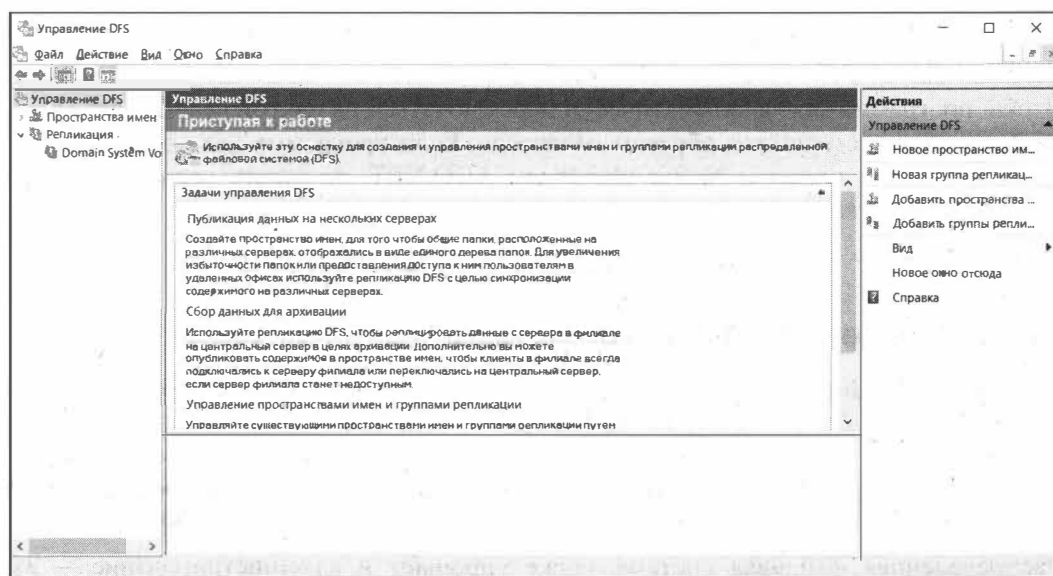 Управление DFS
Файл Действие Вид Окно Справка
Управление DFS
Пространства имен
Репликация
Domain System Vo
Управление DFS
Приступая к работе
Используйте эту оснастку для создания и управления пространствами имен и группами репликации распределенной
файловой системой (DFS).
Задачи управления DFS
Публикация данных на нескольких серверах
Создайте пространство имен, для того чтобы общие папки, расположенные на
различных серверах, отображались в виде единого дерева папок. Для увеличения
избыточности папок или предоставления доступа к ним пользователям в
удаленных офисах используйте репликацию DFS с целью синхронизации
содержимого на различных серверах.
Сбор данных для архивации
Используйте репликацию DFS, чтобы реплицировать данные с сервера в филиале
на центральный сервер в целях архивации. Дополнительно вы можете
опубликовать содержимое в пространстве имен, чтобы клиенты в филиале всегда
подключались к серверу филиала или переключались на центральный сервер,
если сервер филиала станет недоступным.
Управление пространствами имен и группами репликации
Управляйте существующими пространствами имен и группами репликации путем
Действия
Управление DFS
Новое пространство им...
Новая группа репликац...
Добавить пространства ...
Добавить группы репли...
Вид
Новое окно отсюда
Справка